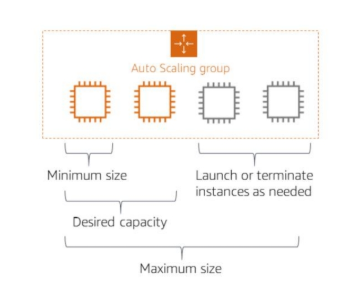 Auto Scaling group
Minimum size
Launch or terminate
instances as needed
Desired capacity
Maximum size